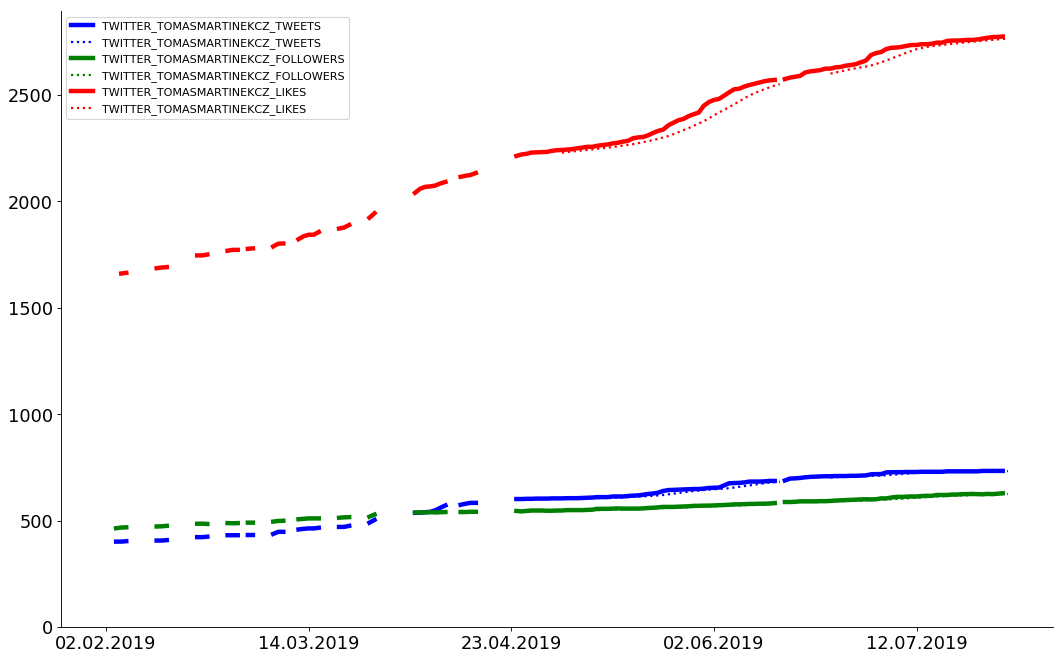 TWITTER_TOMASMARTINEKCZ_TWEETS
TWITTER_TOMASMARTINEKCZ_TWEETS
TWITTER_TOMASMARTINEKCZ_FOLLOWERS
TWITTER_TOMASMARTINEKCZ_FOLLOWERS
TWITTER_TOMASMARTINEKCZ_LIKES
TWITTER_TOMASMARTINEKCZ_LIKES
2500
2000
1500
1000
500
0
02.02.2019 14.03.2019 23.04.2019 02.06.2019 12.07.2019